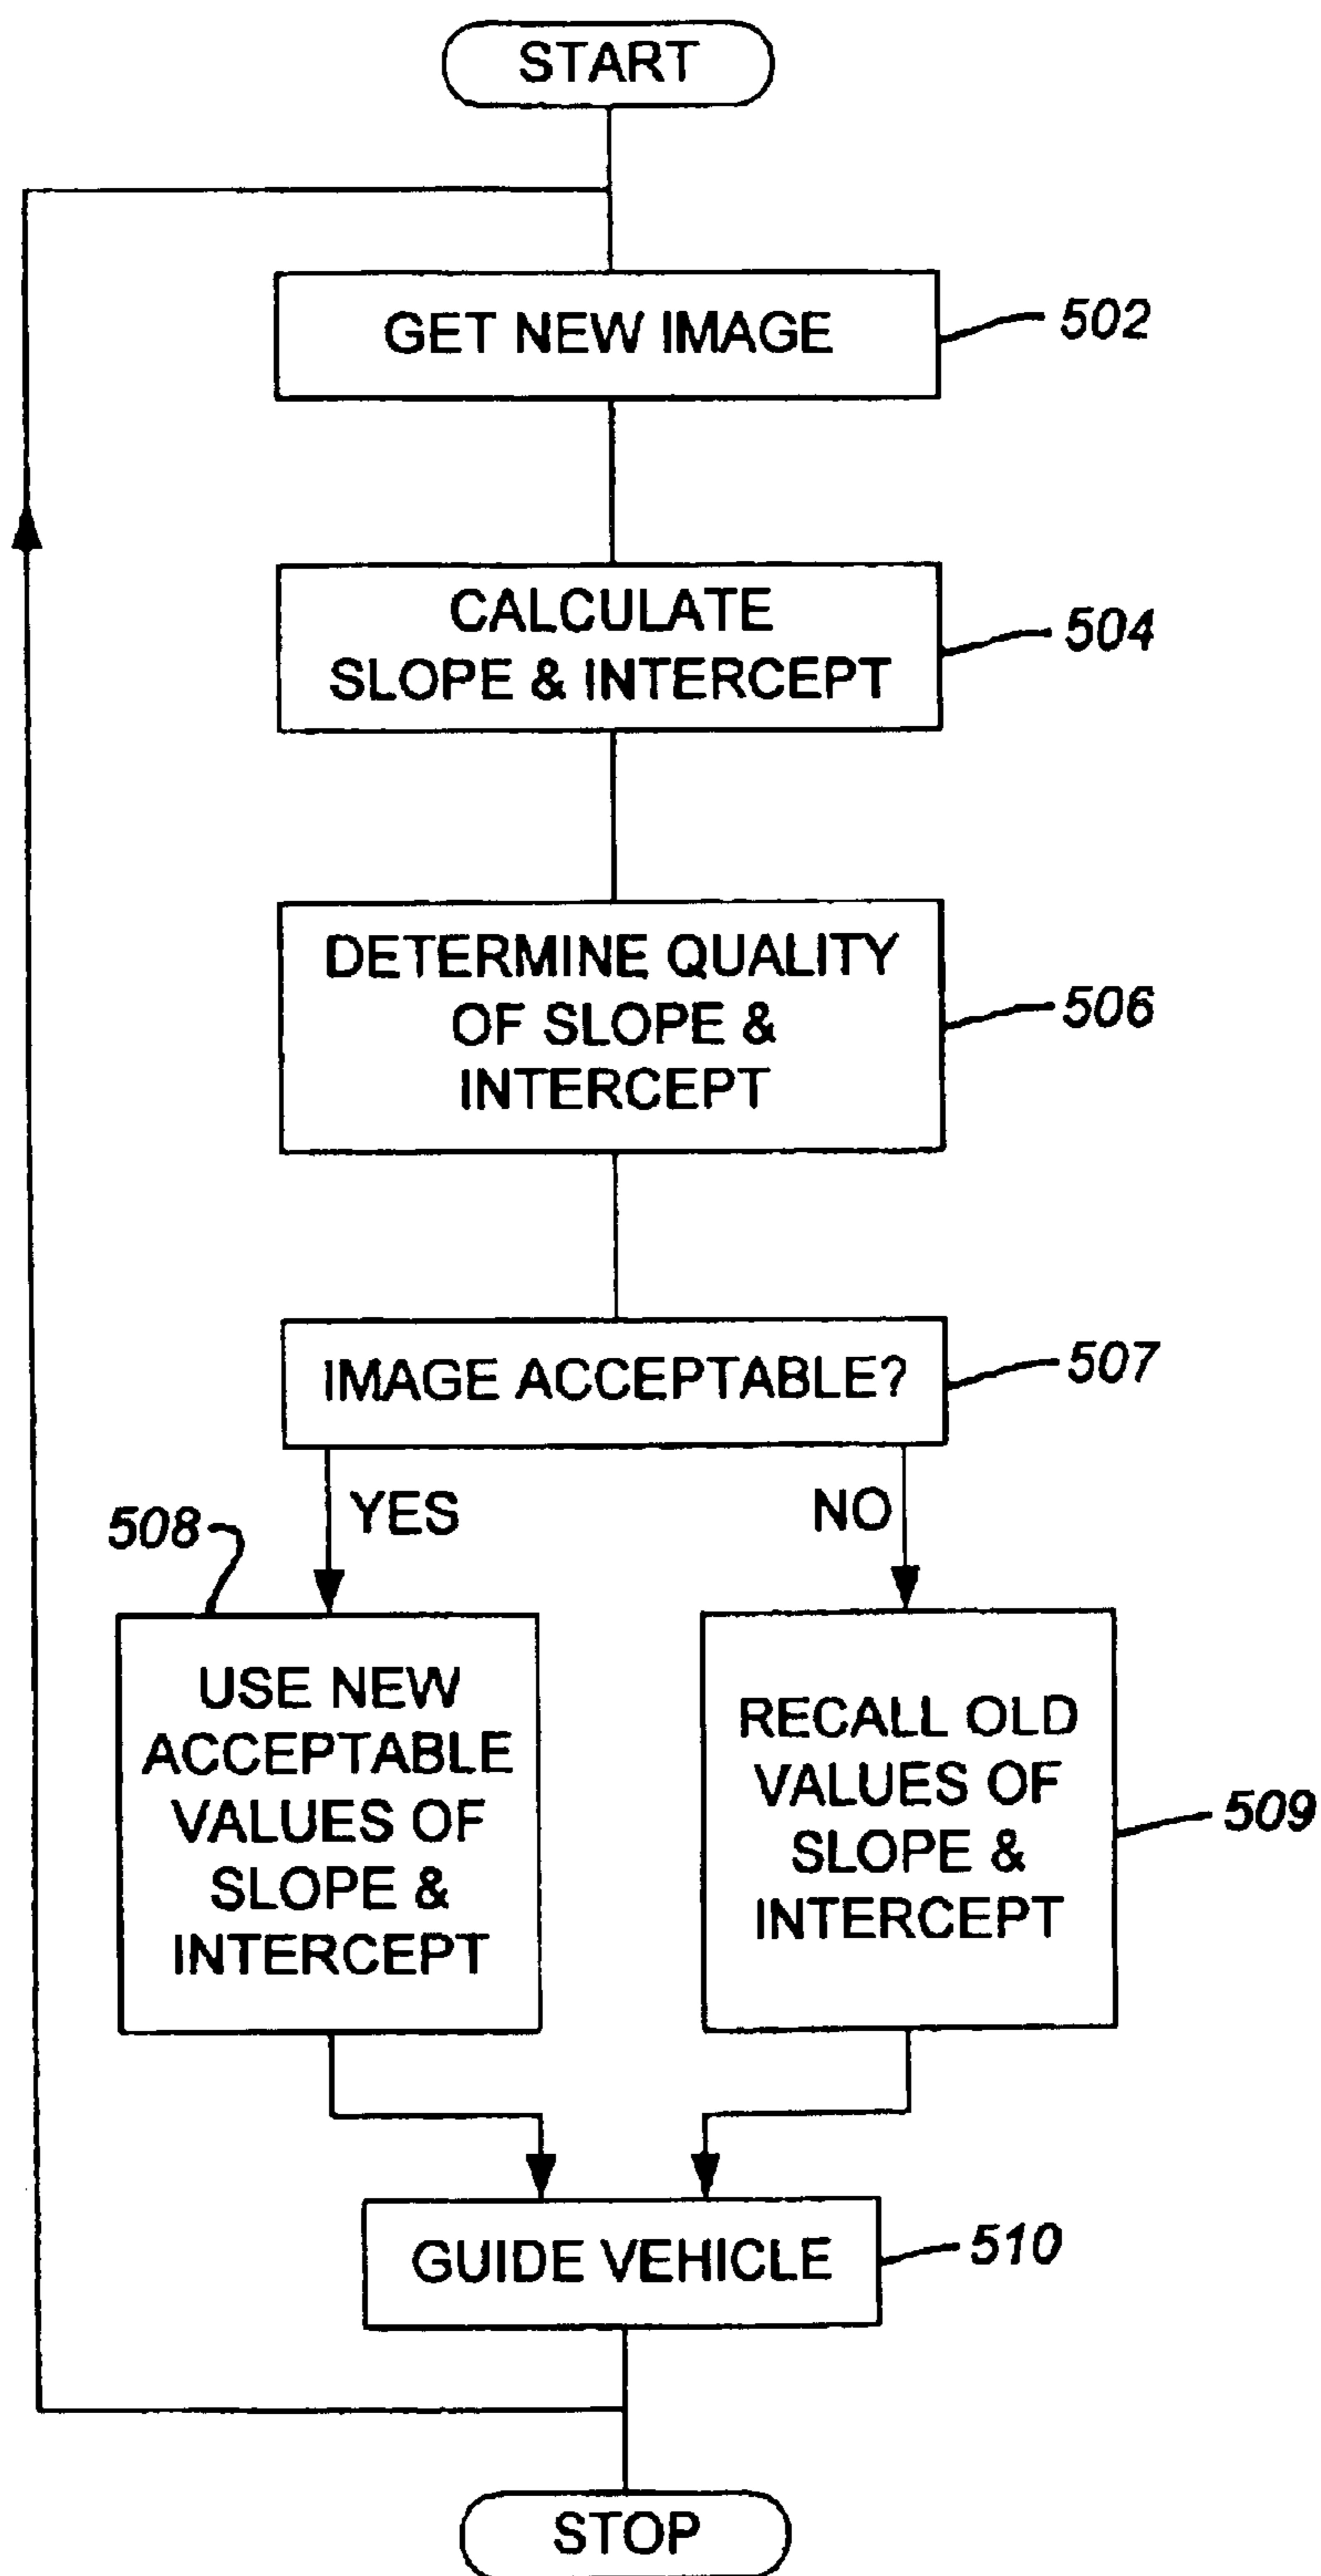 START
GET NEW IMAGE
502
CALCULATE
SLOPE & INTERCEPT
504
DETERMINE QUALITY
OF SLOPE &
INTERCEPT
506
IMAGE ACCEPTABLE?
507
YES
NO
508
USE NEW
ACCEPTABLE
VALUES OF
SLOPE &
INTERCEPT
RECALL OLD
VALUES OF
SLOPE &
INTERCEPT
509
GUIDE VEHICLE
510
STOP